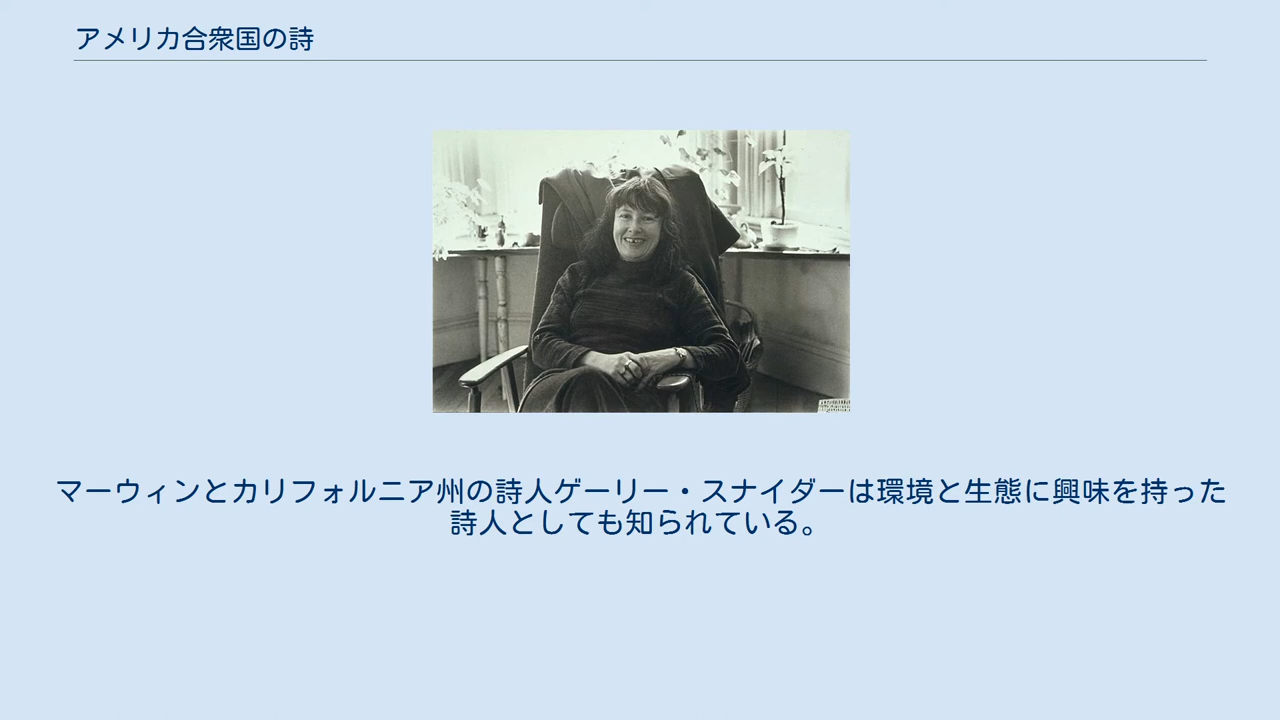 アメリカ合衆国の詩
マーウィンとカリフォルニア州の詩人ゲーリー・スナイダーは環境と生態に興味を持った
詩人としても知られている。